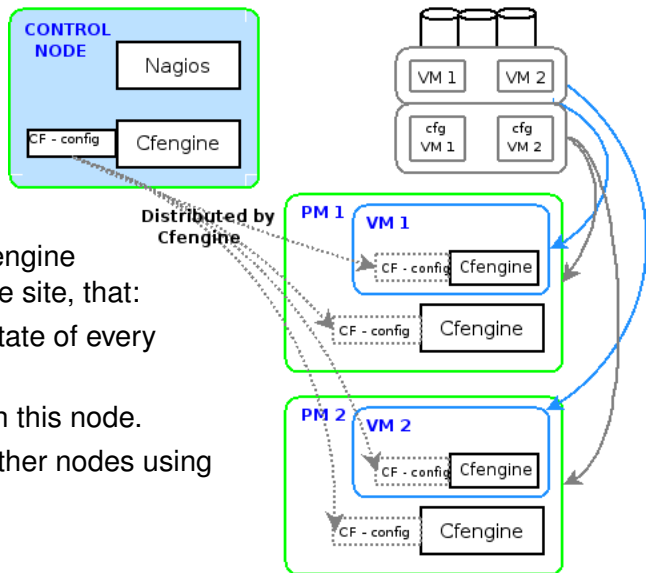 CONTROL
NODE
Nagios
CF - config
Cfengine
VM 1
VM 2
cfg
VM 1
cfg
VM 2
Distributed by
Cfengine
PM 1
VM 1
CF - config
Cfengine
CF - config
Cfengine
PM 2
VM 2
CF - config
Cfengine
CF - config
Cfengine
engine
e site, that:
tate of every
n this node.
ther nodes using